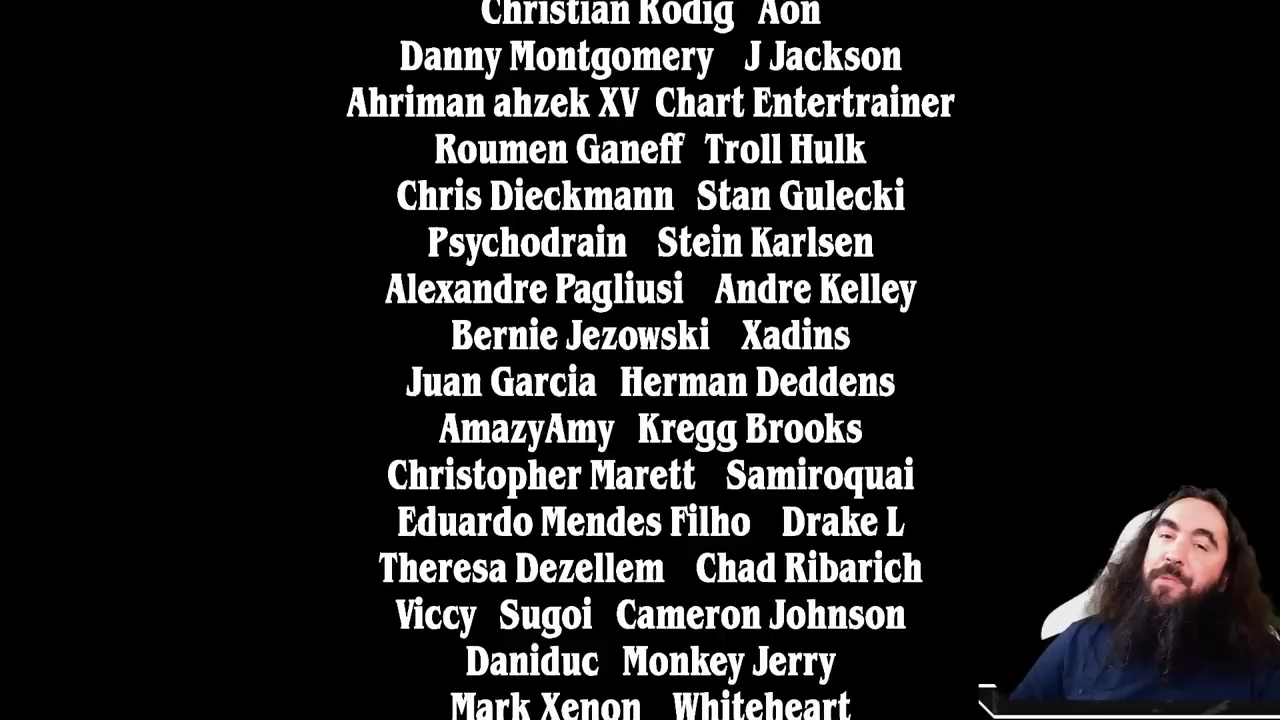 Christian Rodig Aon
Danny Montgomery J Jackson
Ahriman ahzek XV Chart Entertrainer
Roumen Ganeff Troll Hulk
Chris Dieckmann Stan Gulecki
Psychodrain Stein Karlsen
Alexandre Pagliusi Andre Kelley
Bernie Jezowski Xadins
Juan Garcia Herman Deddens
AmazyAmy Kregg Brooks
Christopher Marett Samiroquai
Eduardo Mendes Filho Drake L
Theresa Dezellem Chad Ribarich
Viccy Sugoi Cameron Johnson
Daniduc Monkey Jerry
Mark Xenon Whiteheart